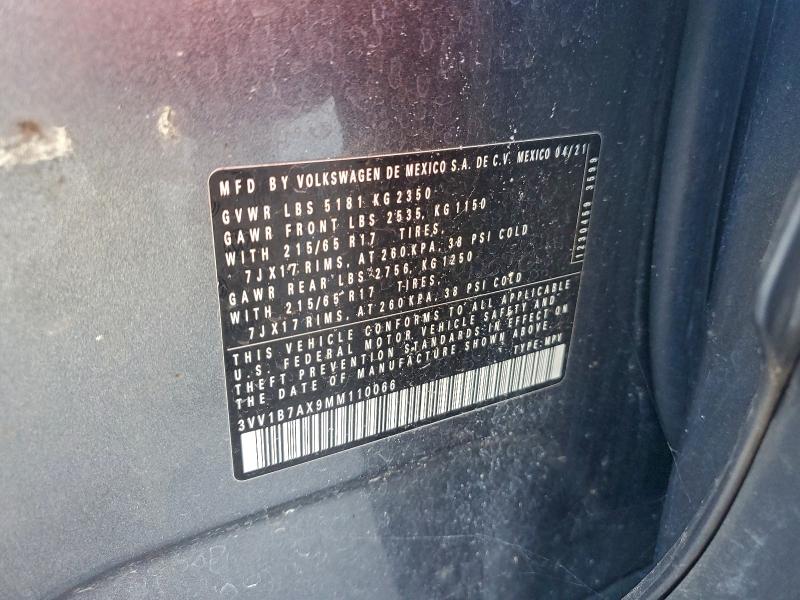 MFD BY VOLKSWAGEN DE MEXICO S.A. DE C.V. MEXICO 04/21
GVWR LBS 5181 KG 2350
GAWR FRONT LBS 2535, KG 1150
WITH 215/65 R17 TIRES,
7JX17 RIMS, AT 260 KPA, 38 PSI COLD
GAWR REAR LBS 2756, KG 1250
WITH 215/65 R17 TIRES,
7JX17 RIMS, AT 260 KPA, 38 PSI COLD
THIS VEHICLE CONFORMS TO ALL APPLICABLE
U.S. FEDERAL MOTOR VEHICLE SAFETY AND
THEFT PREVENTION STANDARDS IN EFFECT ON
THE DATE OF MANUFACTURE SHOWN ABOVE.
TYPE: MPV
3VV1B7AX9MM110066